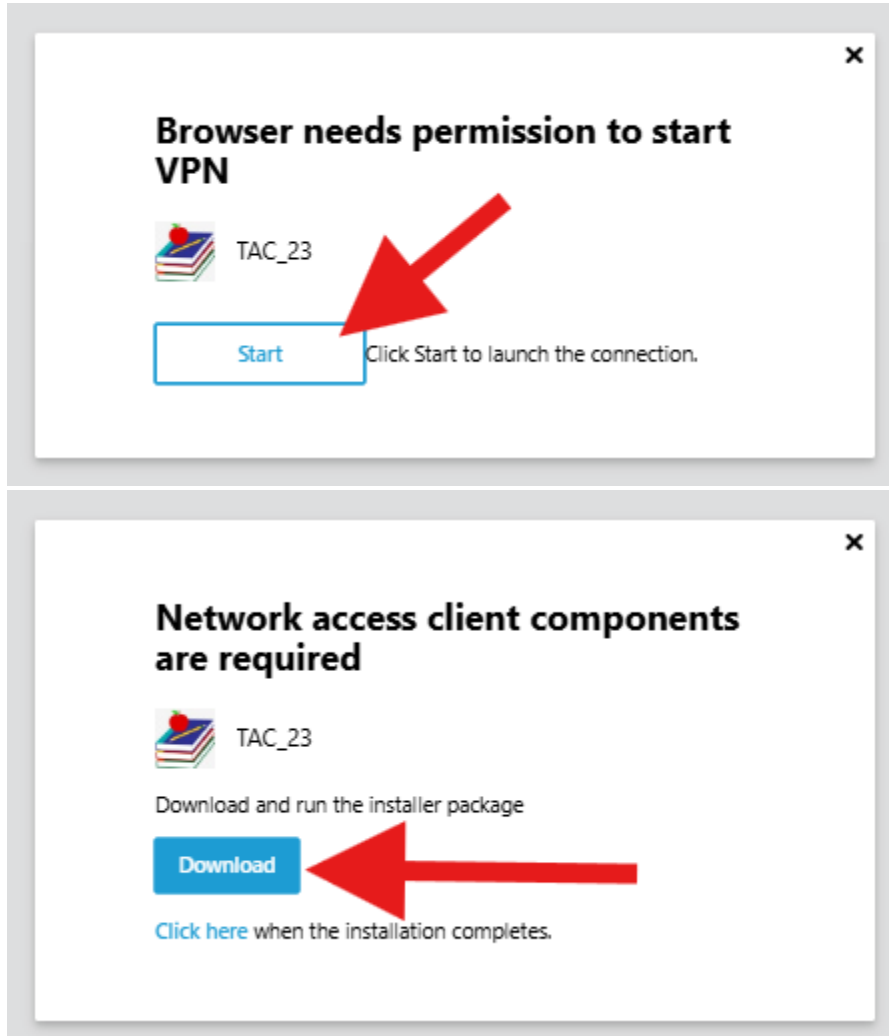 Browser needs permission to start
VPN
TAC_23
Start
Click Start to launch the connection.
Network access client components
are required
TAC_23
Download and run the installer package
Download
Click here when the installation completes.